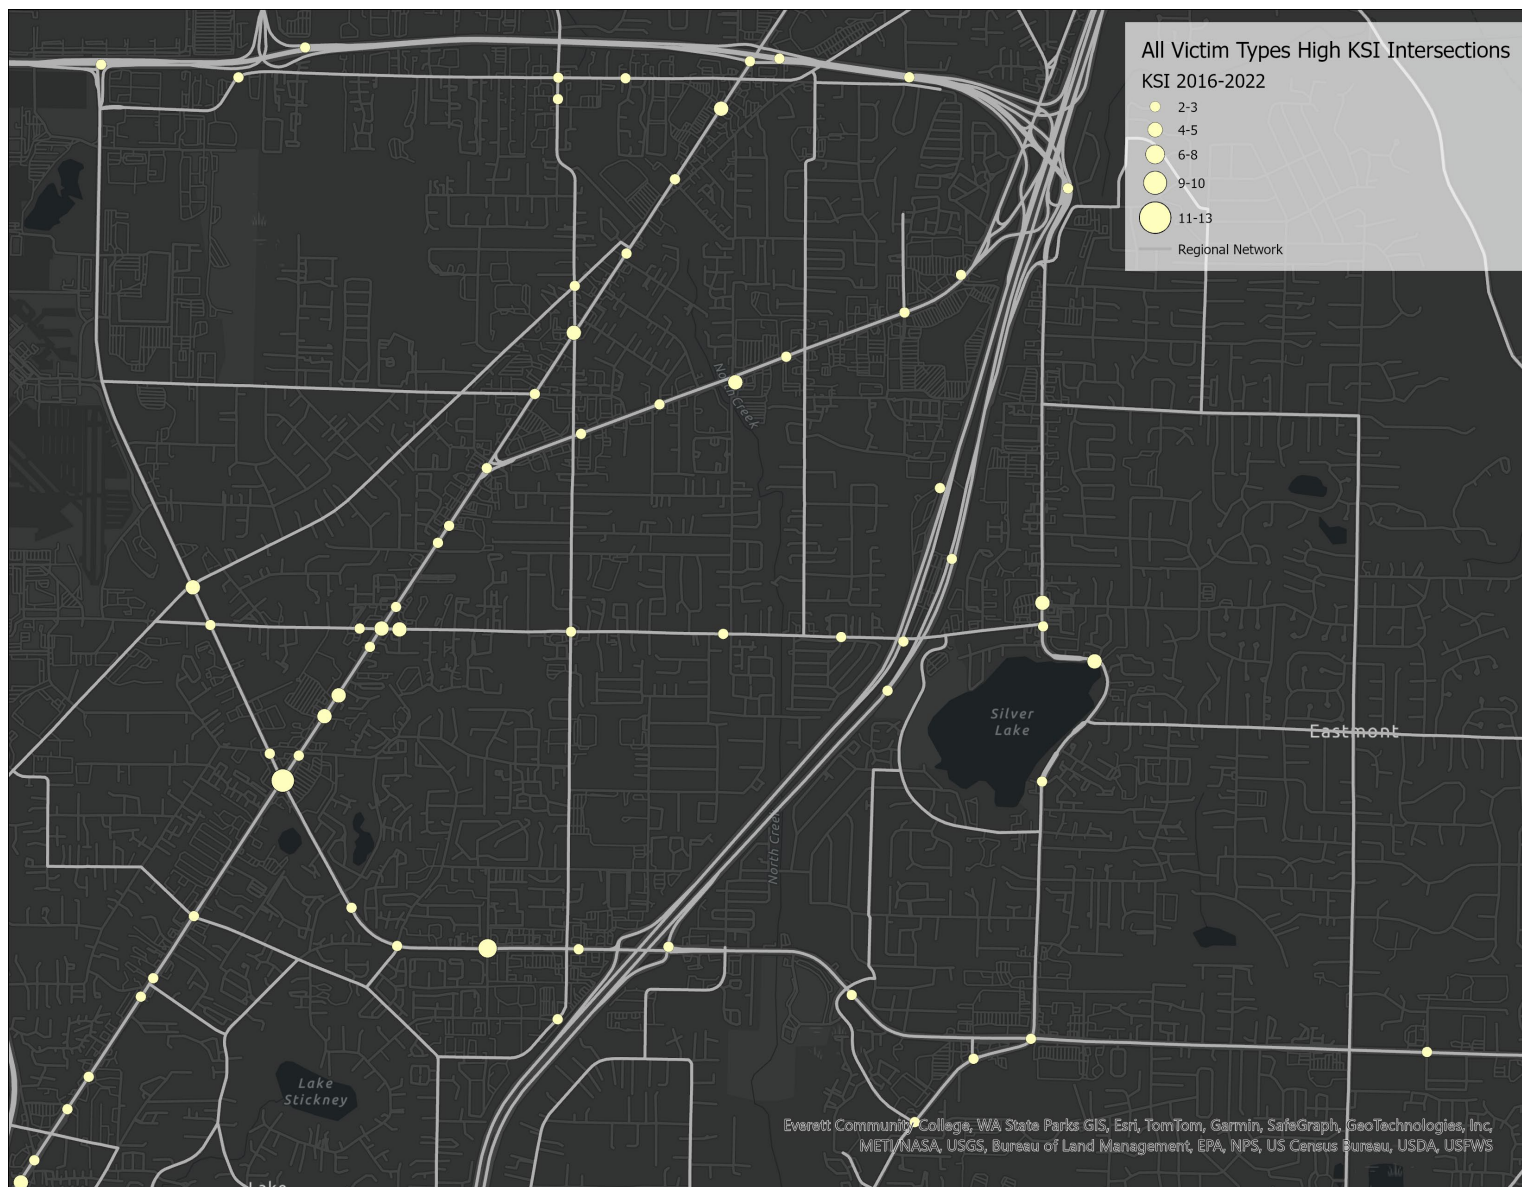 All Victim Types High KSI Intersections
KSI 2016-2022
2-3
4-5
6-8
9-10
11-13
Regional Network
North Creek
Silver
Lake
Eastmont
North Creek
Lake
Stickney
Everett Community College, WA State Parks GIS, Esri, TomTom, Garmin, SafeGraph, GeoTechnologies, Inc,
METI/NASA, USGS, Bureau of Land Management, EPA, NPS, US Census Bureau, USDA, USFWS
Lake